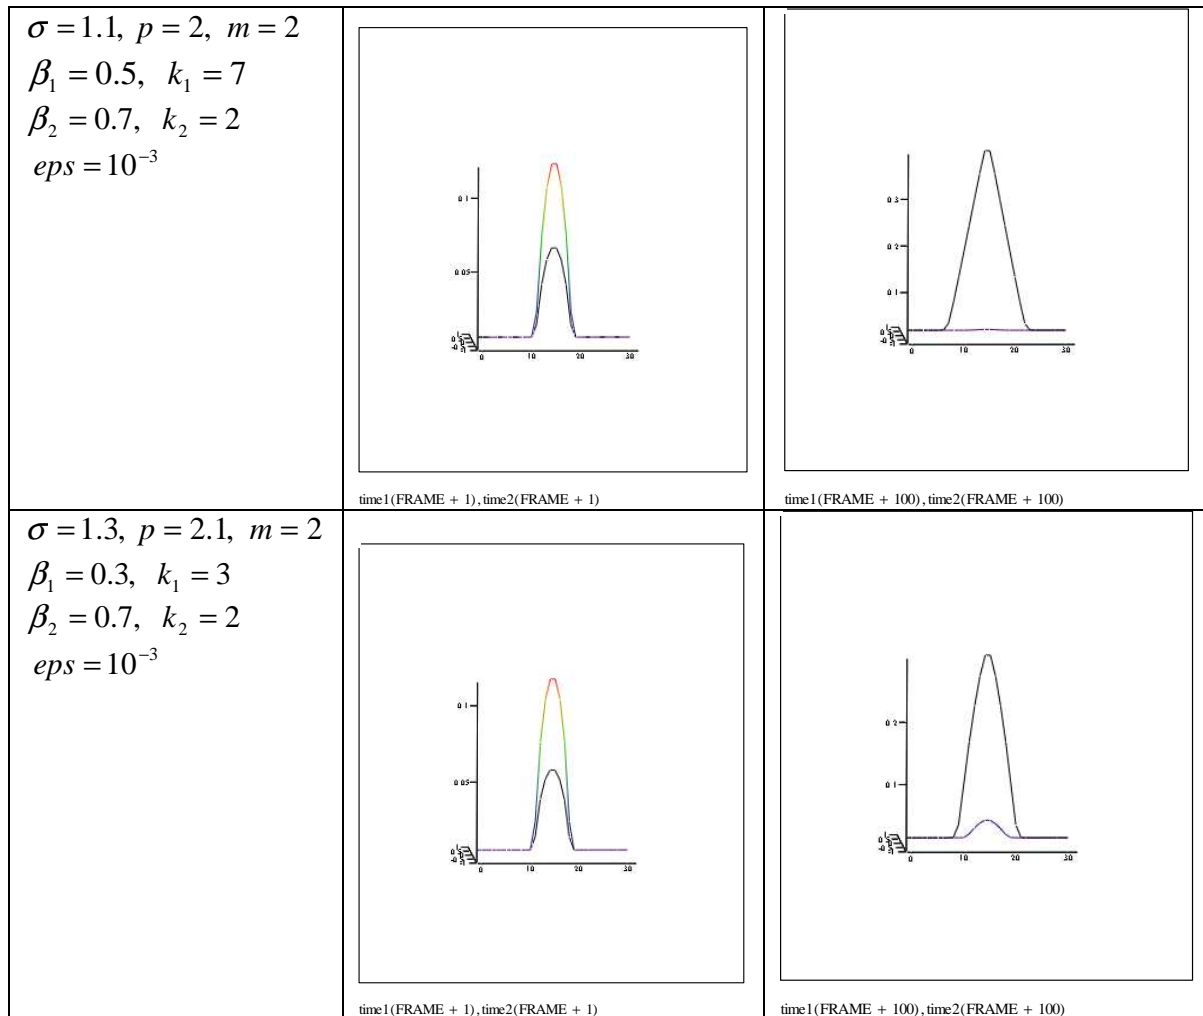 σ = 1.1, p = 2, m = 2
β₁ = 0.5, k₁ = 7
β₂ = 0.7, k₂ = 2
eps = 10⁻³
0.1
0.05
0 10 20 30
time1(FRAME + 1), time2(FRAME + 1)
0.3
0.2
0.1
0 10 20 30
time1(FRAME + 100), time2(FRAME + 100)
σ = 1.3, p = 2.1, m = 2
β₁ = 0.3, k₁ = 3
β₂ = 0.7, k₂ = 2
eps = 10⁻³
0.1
0.05
0 10 20 30
time1(FRAME + 1), time2(FRAME + 1)
0.2
0.1
0 10 20 30
time1(FRAME + 100), time2(FRAME + 100)